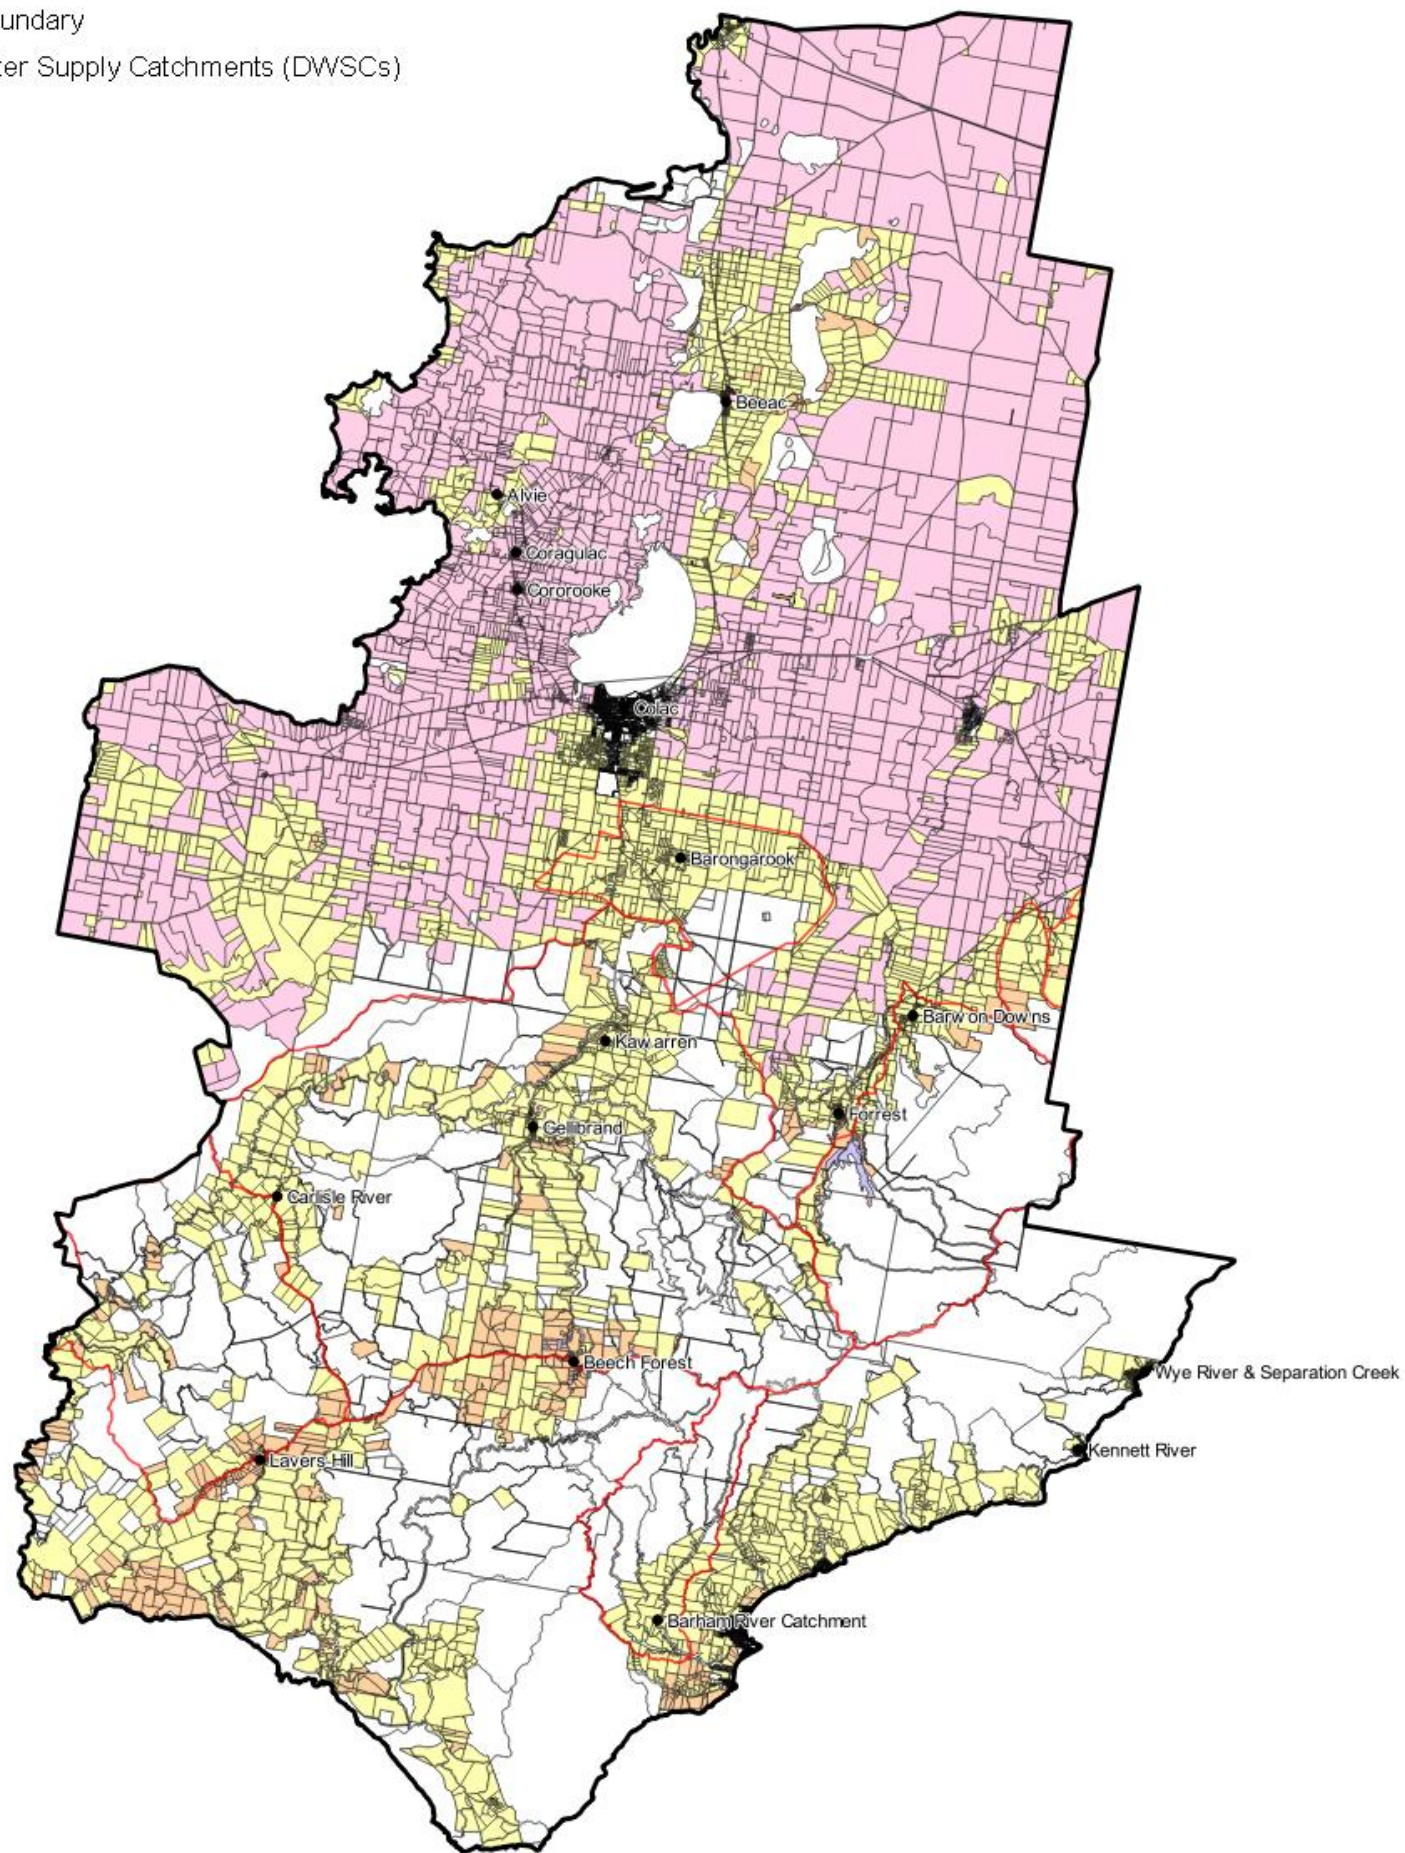 undary
ter Supply Catchments (DWSCs)
Beeac
Alvie
Coragulac
Cororooke
Colac
Barongarook
Barwon Downs
Kawarren
Forrest
Gellibrand
Carlisle River
Beech Forest
Wye River & Separation Creek
Kennett River
Lavers Hill
Barham River Catchment